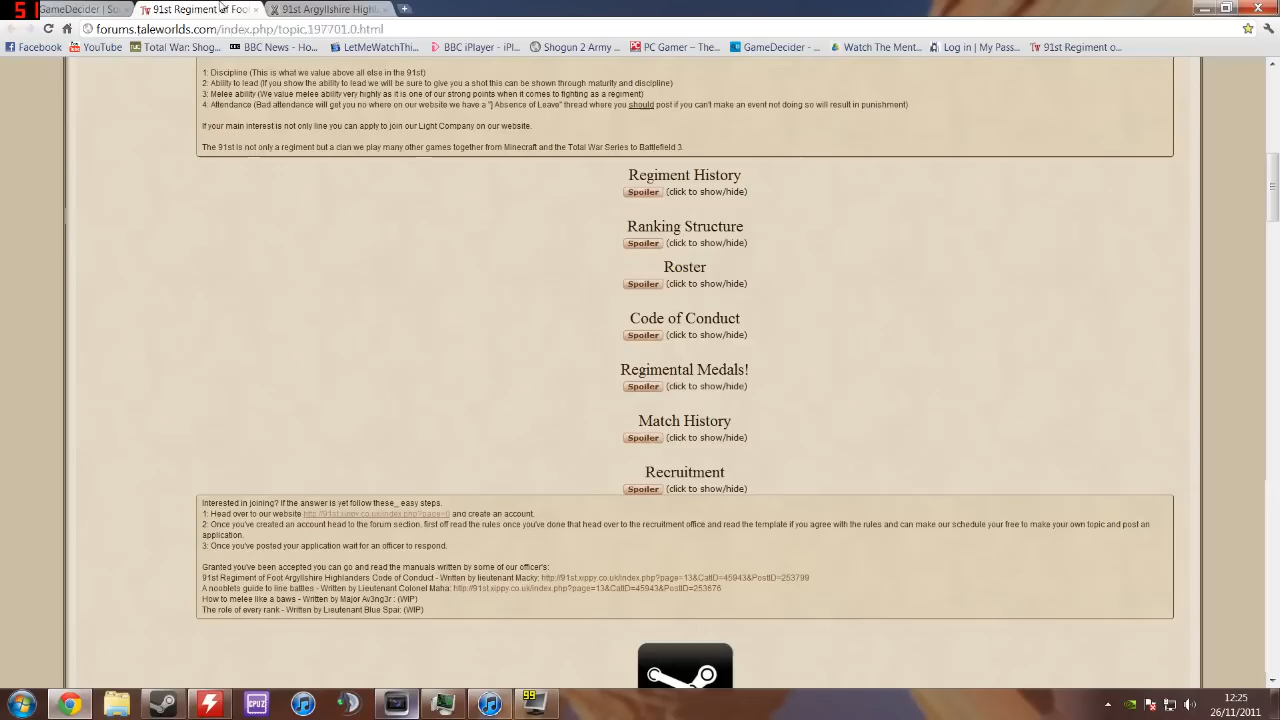 51
GameDecider | Sou
91st Regiment of Foot
91st Argyllshire Highl
forums.taleworlds.com/index.php/topic,197701.0.html
Facebook
YouTube
Total War: Shog...
BBC News - Ho...
LetMeWatchThi...
BBC iPlayer - iPl...
Shogun 2 Army ...
PC Gamer – The...
GameDecider - ...
Watch The Ment...
Log in | My Pass...
91st Regiment o...
1: Discipline (This is what we value above all else in the 91st)
2: Ability to lead (If you show the ability to lead we will be sure to give you a shot this can be shown through maturity and discipline)
3: Melee ability (We value melee ability very highly as it is one of our strong points when it comes to fighting as a regiment)
4: Attendance (Bad attendance will get you no where on our website we have a "] Absence of Leave" thread where you should post if you can't make an event not doing so will result in punishment)
If your main interest is not only line you can apply to join our Light Company on our website.
The 91st is not only a regiment but a clan we play many other games together from Minecraft and the Total War Series to Battlefield 3.
Regiment History
Spoiler (click to show/hide)
Ranking Structure
Spoiler (click to show/hide)
Roster
Spoiler (click to show/hide)
Code of Conduct
Spoiler (click to show/hide)
Regimental Medals!
Spoiler (click to show/hide)
Match History
Spoiler (click to show/hide)
Recruitment
Spoiler (click to show/hide)
Interested in joining? If the answer is yet follow these_ easy steps.
1: Head over to our website http://91st.xippy.co.uk/index.php?page=0 and create an account.
2: Once you've created an account head to the forum section, first off read the rules once you've done that head over to the recruitment office and read the template if you agree with the rules and can make our schedule your free to make your own topic and post an
application.
3: Once you've posted your application wait for an officer to respond.
Granted you've been accepted you can go and read the manuals written by some of our officer's:
91st Regiment of Foot Argyllshire Highlanders Code of Conduct - Written by lieutenant Macky: http://91st.xippy.co.uk/index.php?page=13&CatID=45943&PostID=253799
A nooblets guide to line battles - Written by Lieutenant Colonel Maha: http://91st.xippy.co.uk/index.php?page=13&CatID=45943&PostID=253676
How to melee like a baws - Written by Major Av3ng3r : (WIP)
The role of every rank - Written by Lieutenant Blue Spai: (WIP)
CPUZ
99
12:25
26/11/2011